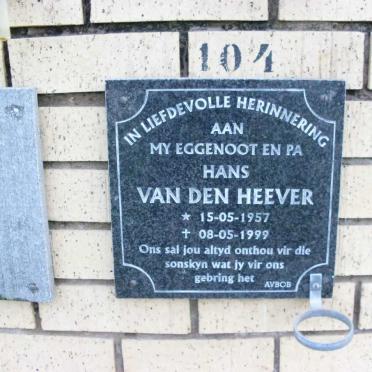 104
IN LIEFDEVOLLE HERINNERING
AAN
MY EGGENOOT EN PA
HANS
VAN DEN HEEVER
★ 15-05-1957
✝ 08-05-1999
Ons sal jou altyd onthou vir die
sonskyn wat jy vir ons
gebring het
AVBOB